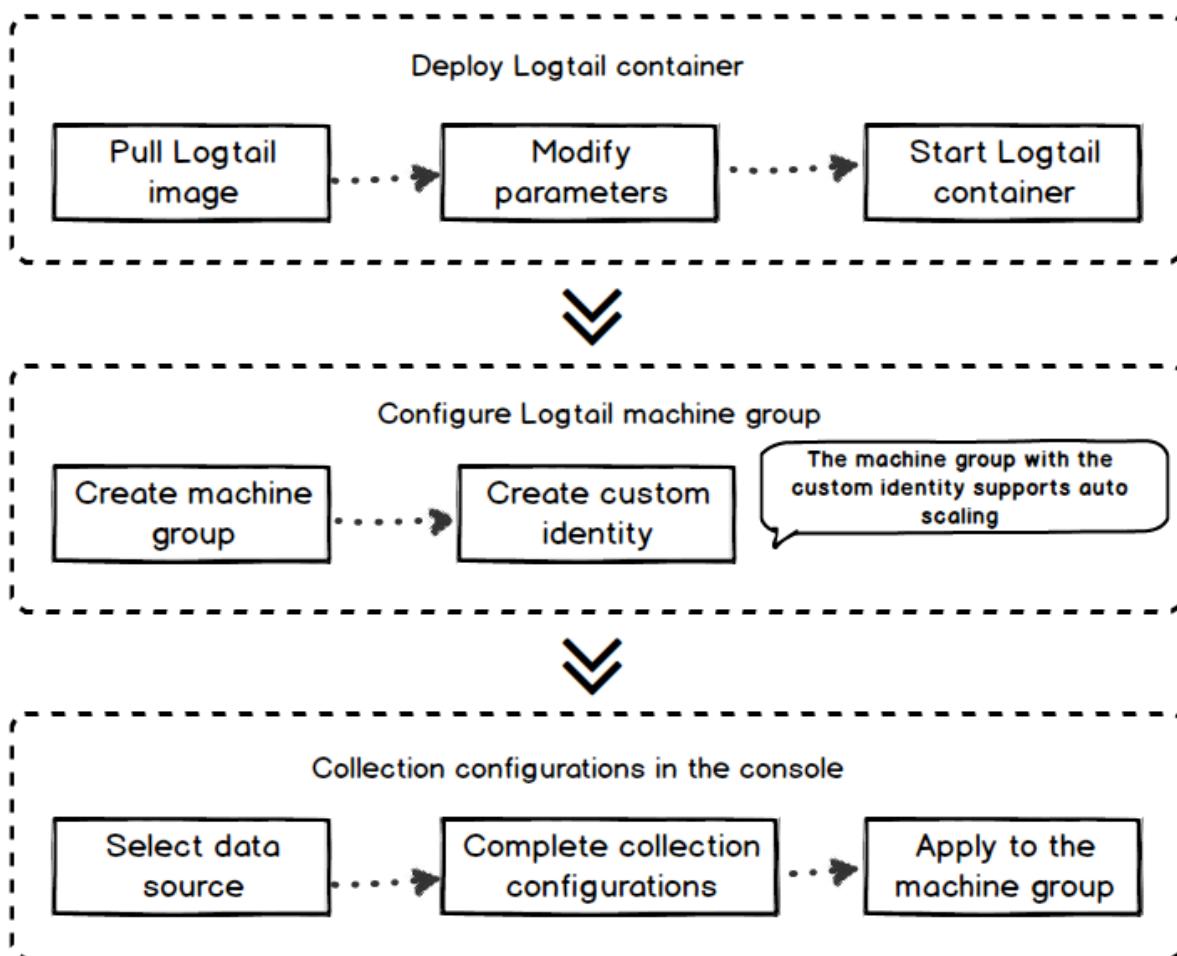 Deploy Logtail container
Pull Logtail
image
Modify
parameters
Start Logtail
container
Configure Logtail machine group
Create machine
group
Create custom
identity
The machine group with the
custom identity supports auto
scaling
Collection configurations in the console
Select data
source
Complete collection
configurations
Apply to the
machine group